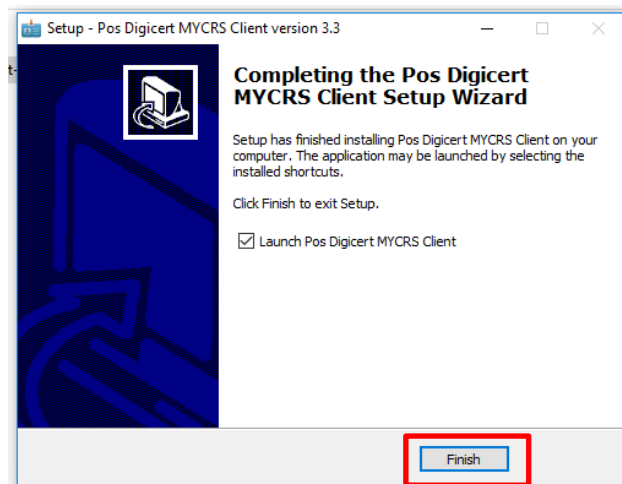 Setup - Pos Digicert MYCRS Client version 3.3
t-
Completing the Pos Digicert
MYCRS Client Setup Wizard
Setup has finished installing Pos Digicert MYCRS Client on your
computer. The application may be launched by selecting the
installed shortcuts.
Click Finish to exit Setup.
Launch Pos Digicert MYCRS Client
Finish